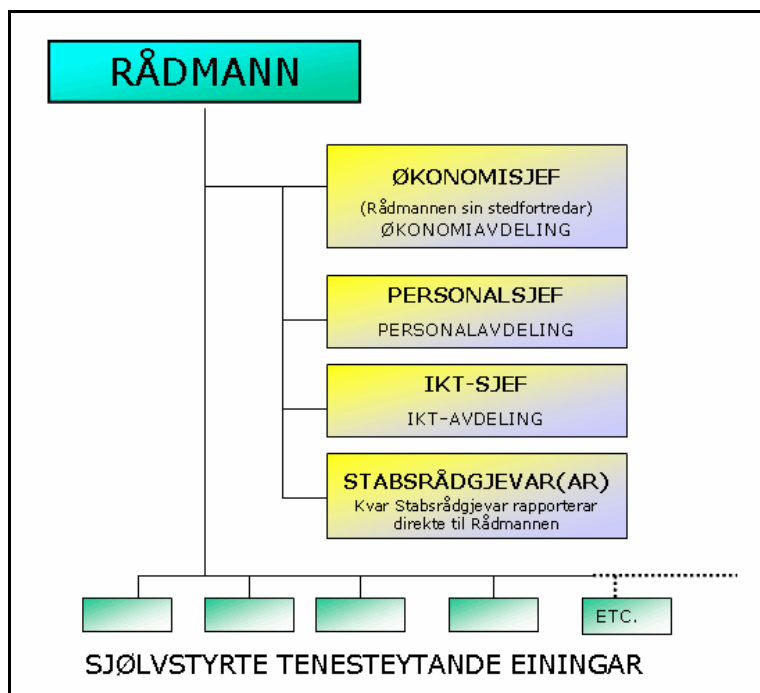 RÅDMANN
ØKONOMISJEF
(Rådmannen sin stedfortredar)
ØKONOMIAVDELING
PERSONALSJEF
PERSONALAVDELING
IKT-SJEF
IKT-AVDELING
STABSRÅDGJEVAR(AR)
Kvar Stabsrådgjevar rapporterar
direkte til Rådmannen
ETC.
SJØLVSTYRTE TENESTEYTANDE EININGAR